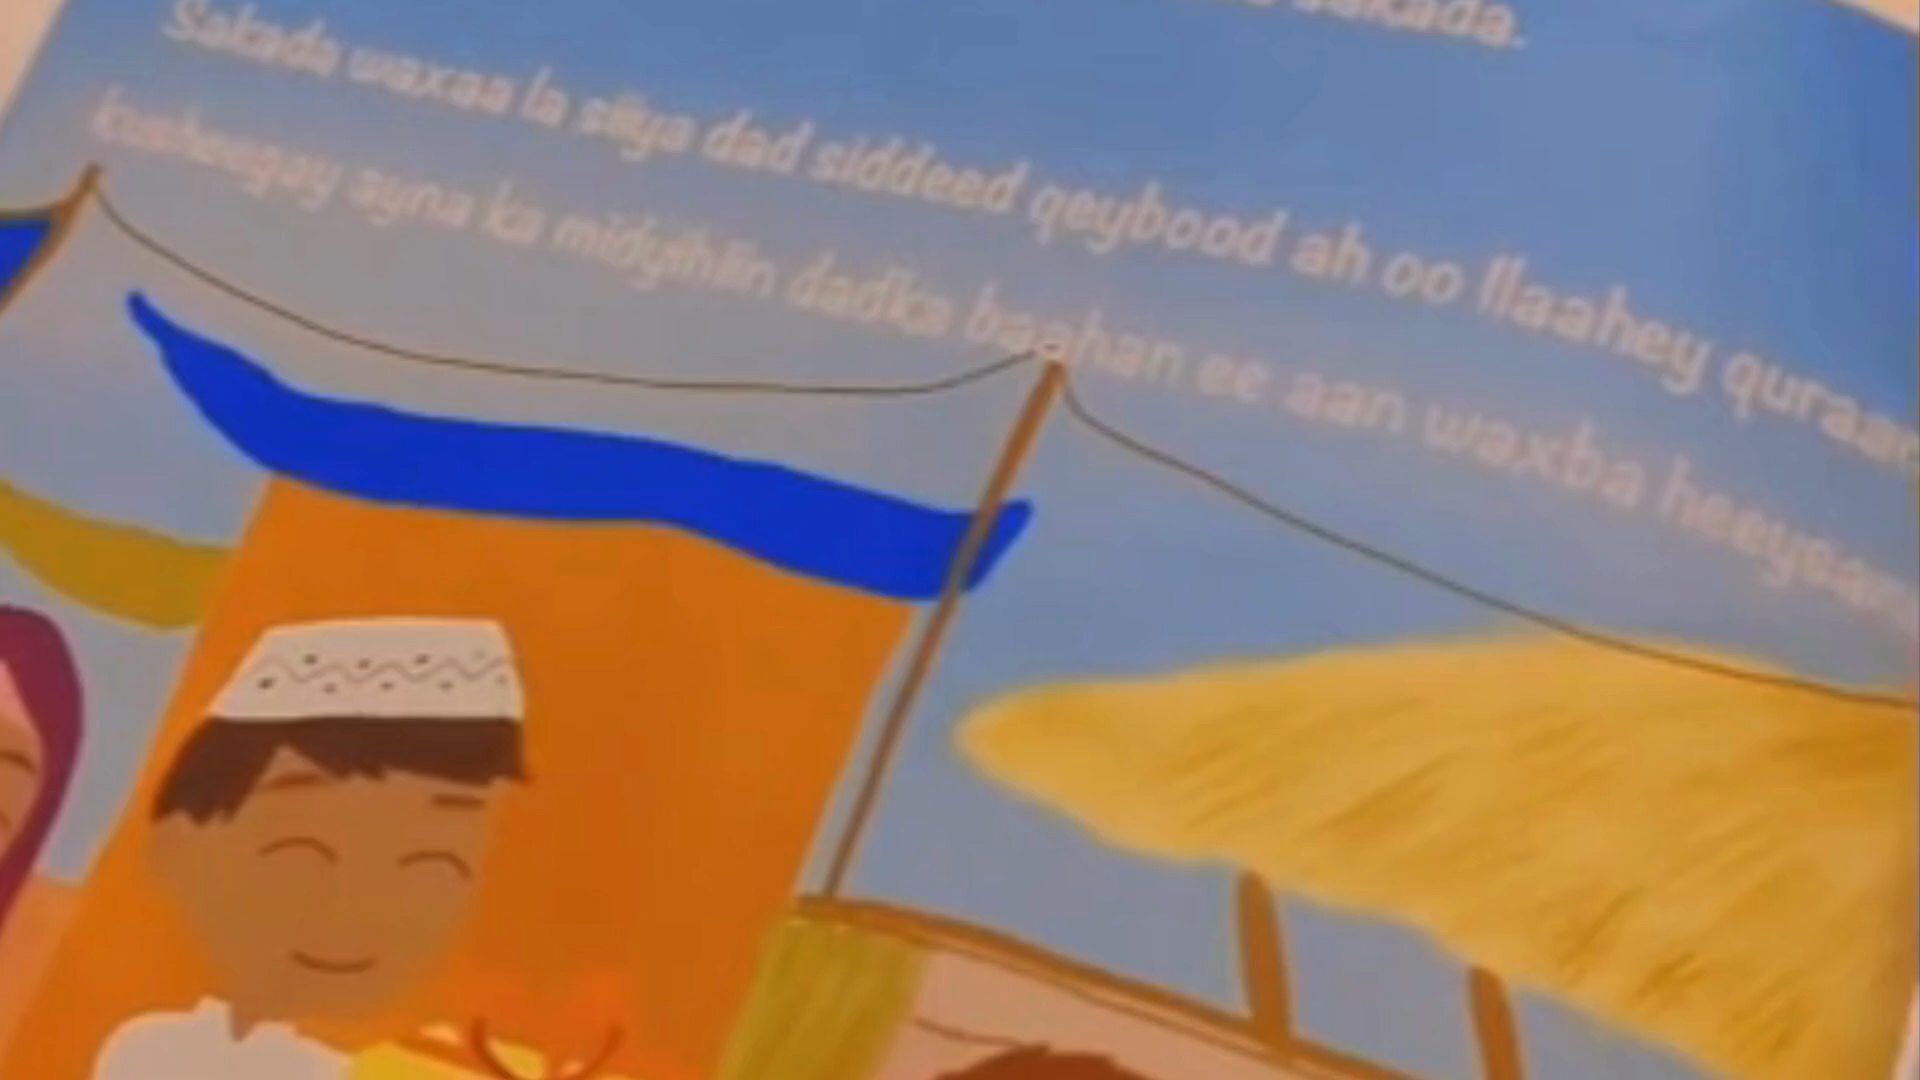 sakada.
Sakada waxaa la siiya dad siddeed qeybood ah oo Ilaahey quraan
kusheegay ayna ka midyihiin dadka baahan ee aan waxba heeysan